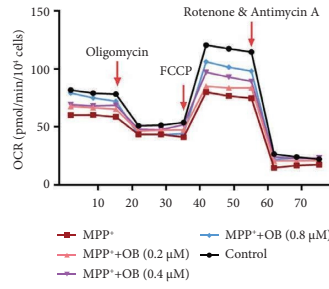 Rotenone & Antimycin A
Oligomycin
FCCP
OCR (pmol/min/10⁴ cells)
150
100
50
0
10 20 30 40 50 60 70
MPP⁺
MPP⁺+OB (0.2 μM)
MPP⁺+OB (0.4 μM)
MPP⁺+OB (0.8 μM)
Control